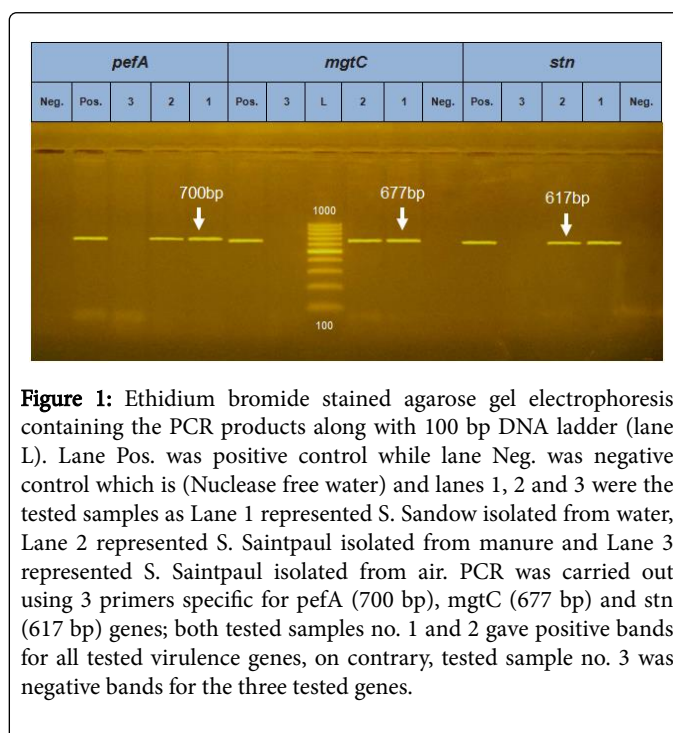 pefA mgtC stn
Neg. Pos. 3 2 1 Pos. 3 L 2 1 Neg. Pos. 3 2 1 Neg.
700bp 677bp 617bp
1000
100
Figure 1: Ethidium bromide stained agarose gel electrophoresis
containing the PCR products along with 100 bp DNA ladder (lane
L). Lane Pos. was positive control while lane Neg. was negative
control which is (Nuclease free water) and lanes 1, 2 and 3 were the
tested samples as Lane 1 represented S. Sandow isolated from water,
Lane 2 represented S. Saintpaul isolated from manure and Lane 3
represented S. Saintpaul isolated from air. PCR was carried out
using 3 primers specific for pefA (700 bp), mgtC (677 bp) and stn
(617 bp) genes; both tested samples no. 1 and 2 gave positive bands
for all tested virulence genes, on contrary, tested sample no. 3 was
negative bands for the three tested genes.